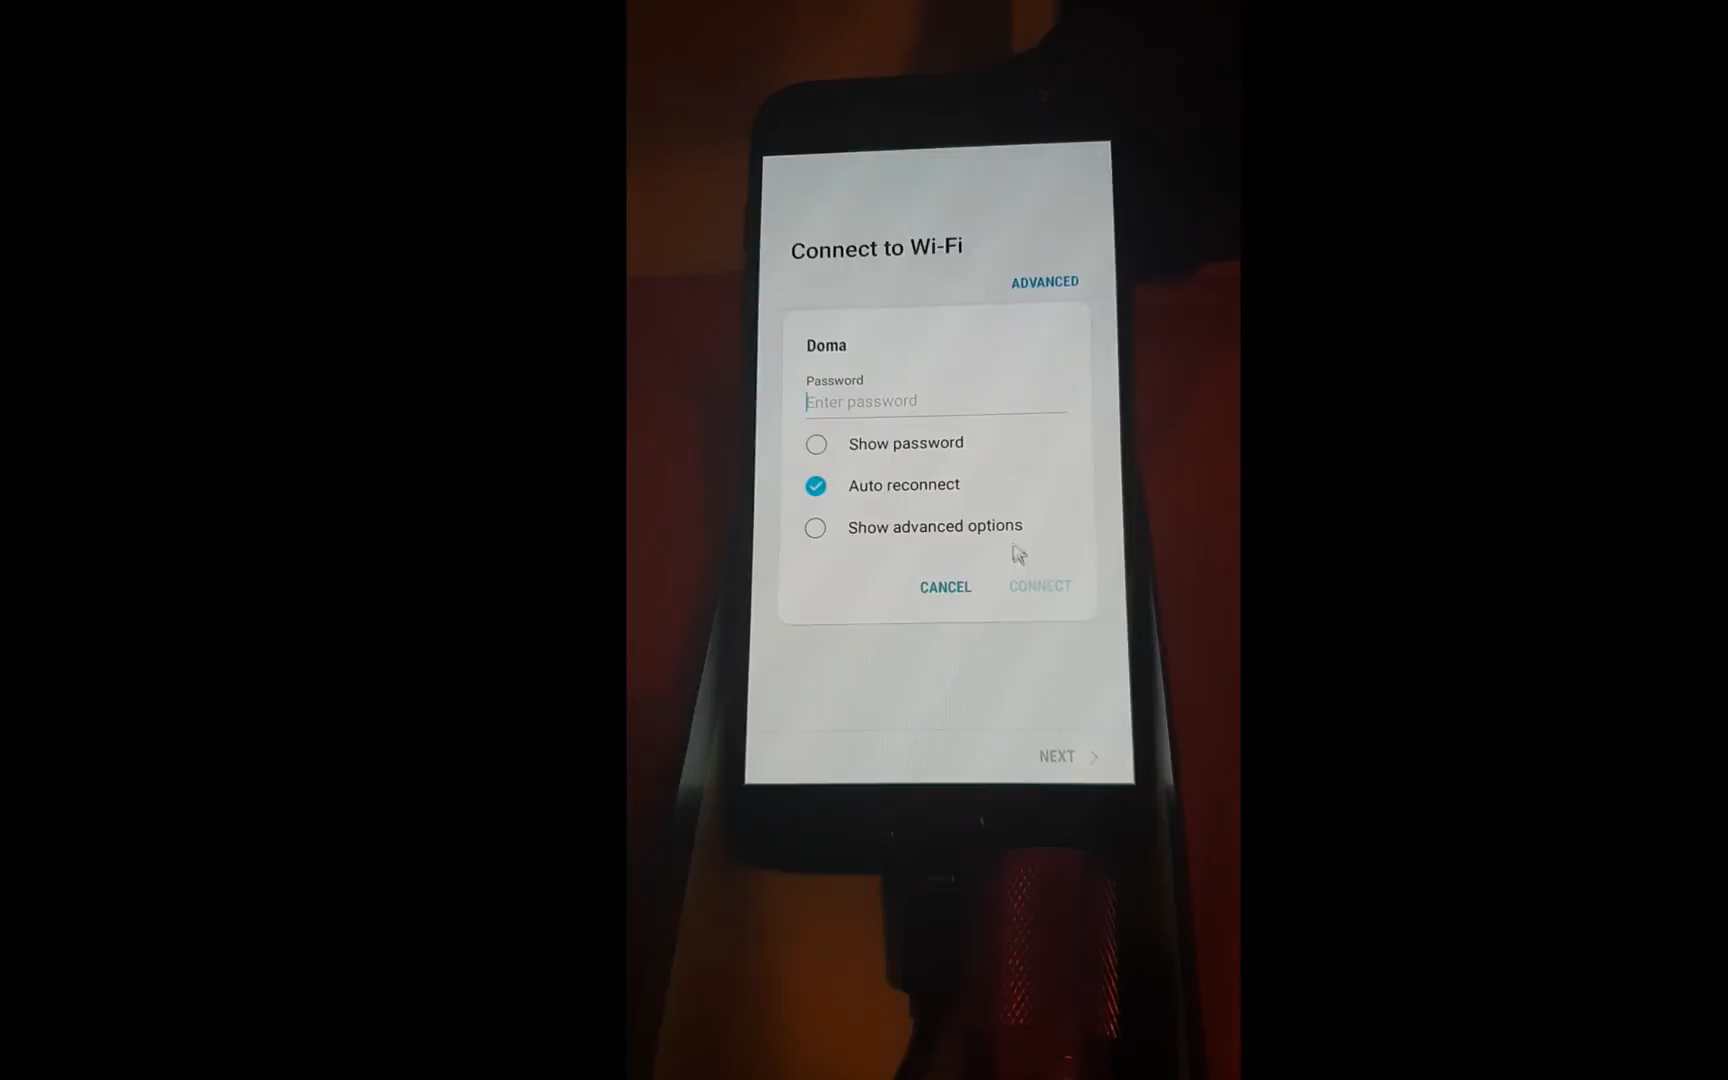 Connect to Wi-Fi
ADVANCED
Doma
Password
Enter password
Show password
Auto reconnect
Show advanced options
CANCEL CONNECT
NEXT